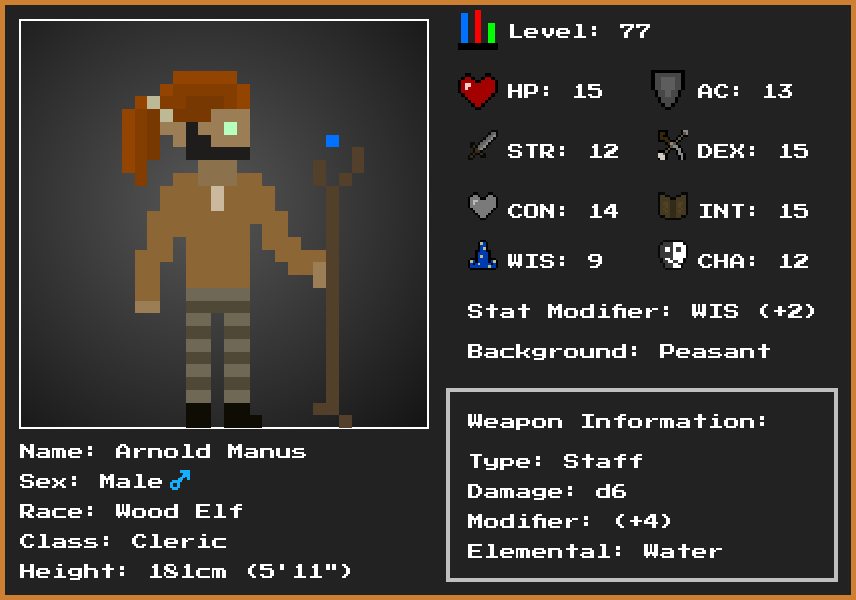 Level: 77
HP: 15 AC: 13
STR: 12 DEX: 15
CON: 14 INT: 15
WIS: 9 CHA: 12
Stat Modifier: WIS (+2)
Background: Peasant
Weapon Information:
Type: Staff
Damage: d6
Modifier: (+4)
Elemental: Water
Name: Arnold Manus
Sex: Male ♂
Race: Wood Elf
Class: Cleric
Height: 181cm (5'11")